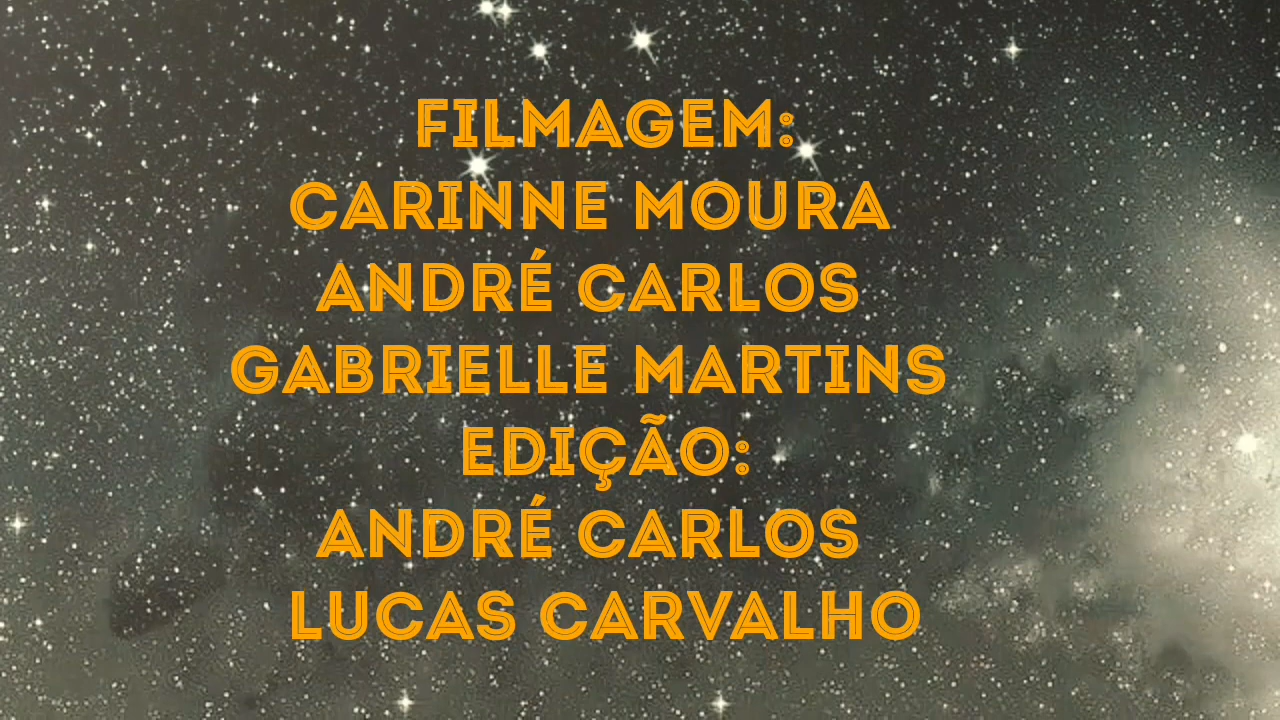 FILMAGEM:
CARINNE MOURA
ANDRÉ CARLOS
GABRIELLE MARTINS
EDIÇÃO:
ANDRÉ CARLOS
LUCAS CARVALHO